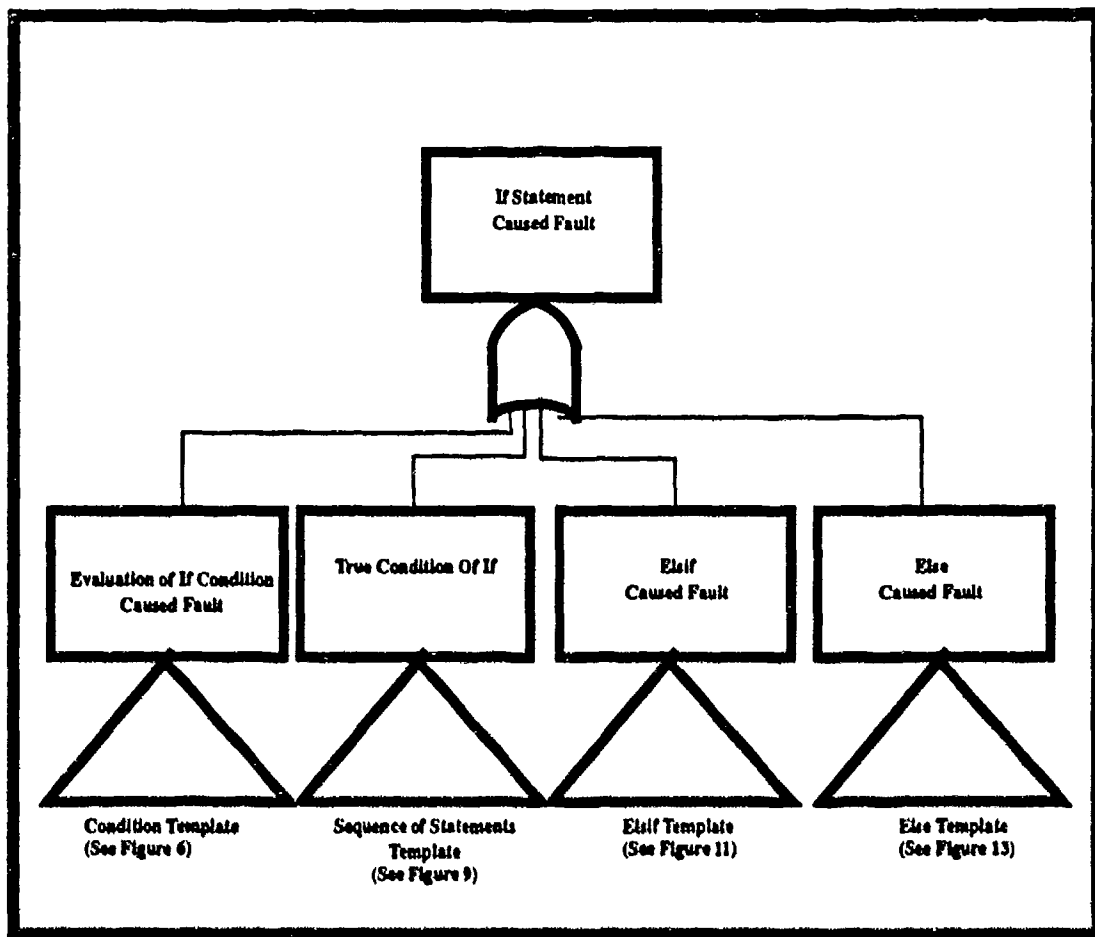 If Statement
Caused Fault
Evaluation of If Condition
Caused Fault
True Condition Of If
Elsif
Caused Fault
Else
Caused Fault
Condition Template
(See Figure 6)
Sequence of Statements
Template
(See Figure 9)
Elsif Template
(See Figure 11)
Else Template
(See Figure 13)